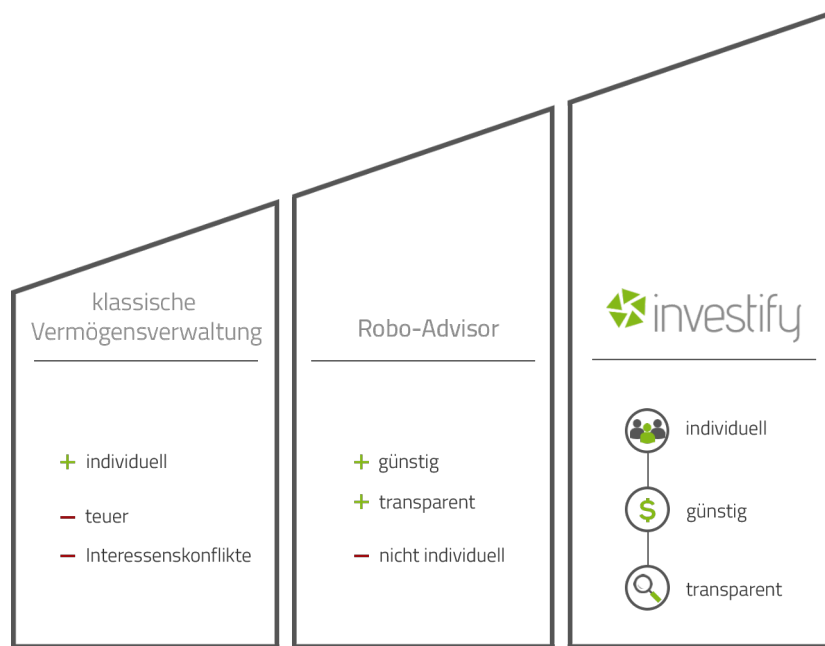 klassische
Vermögensverwaltung
+ individuell
− teuer
− Interessenskonflikte
Robo-Advisor
+ günstig
+ transparent
− nicht individuell
investify
individuell
$ günstig
transparent